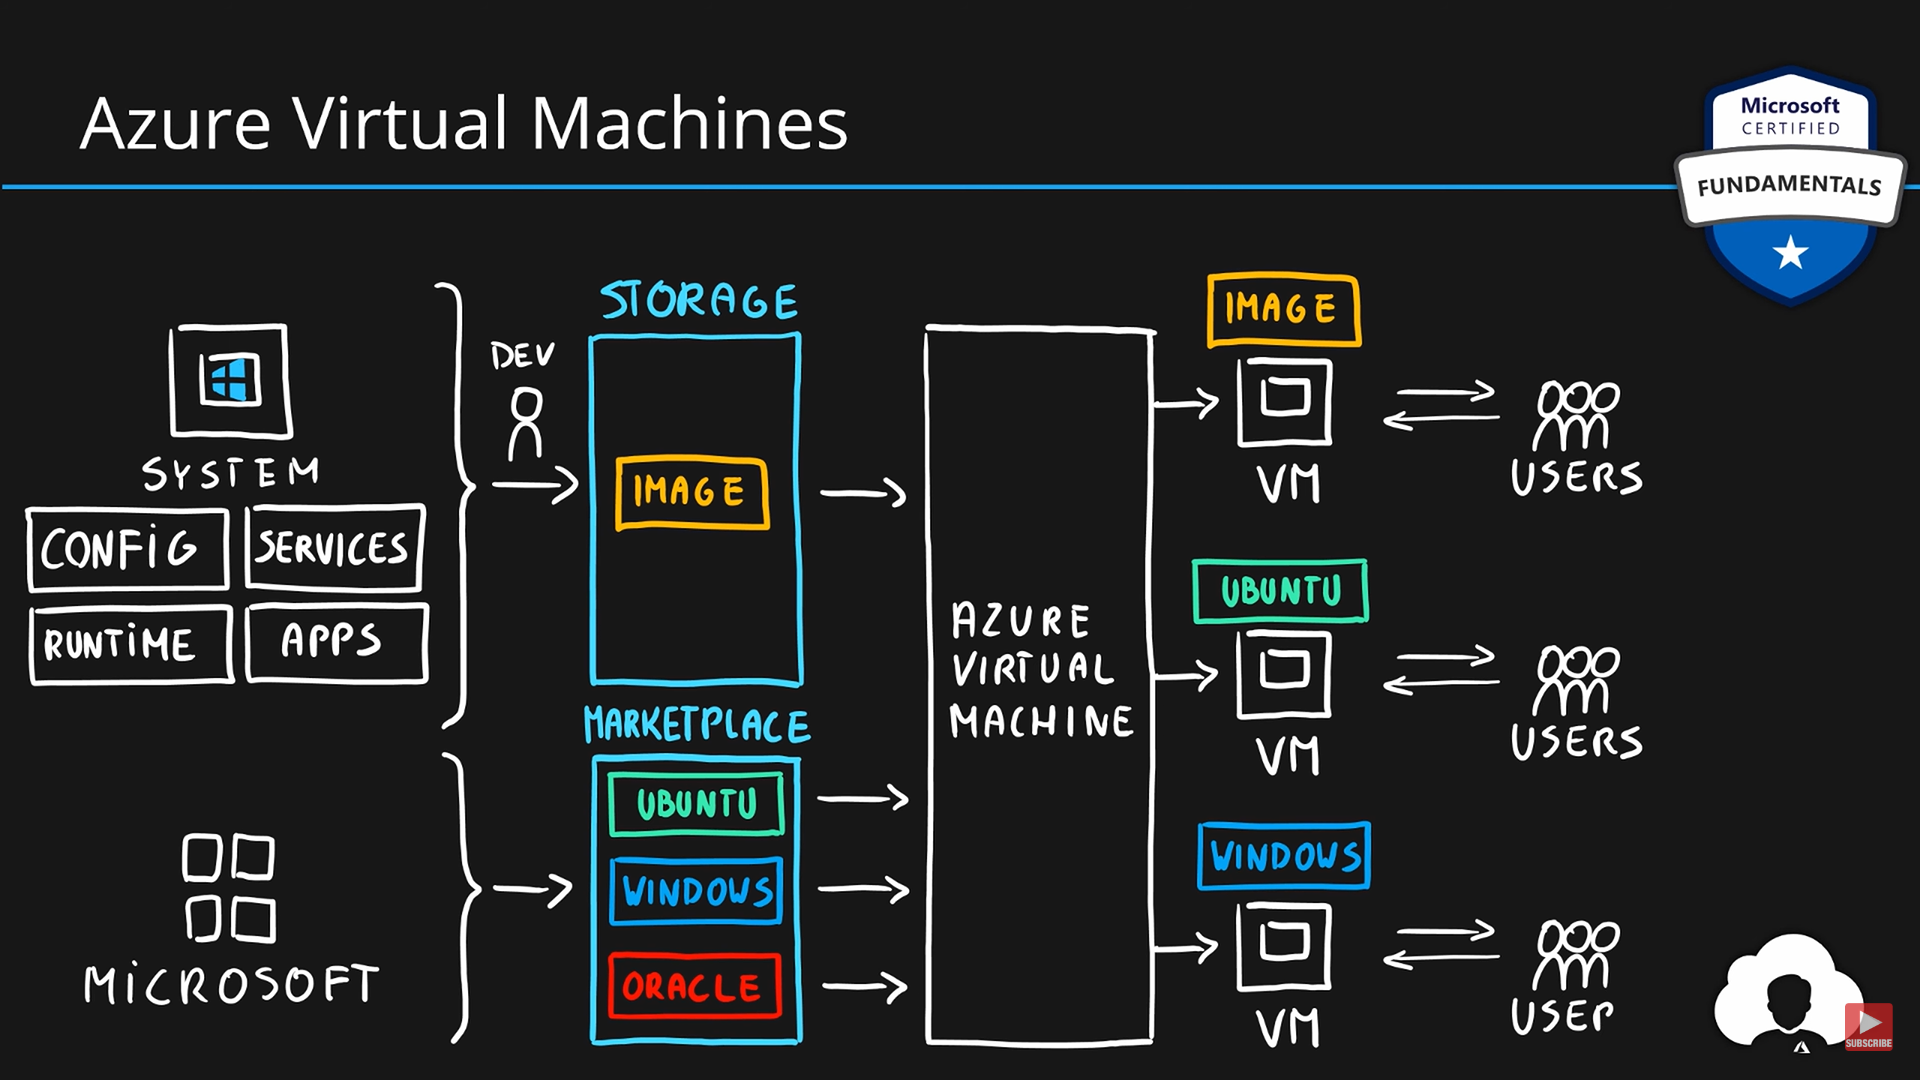 Azure Virtual Machines
Microsoft
CERTIFIED
FUNDAMENTALS
SYSTEM
CONFiG
SERVICES
RUNTiME
APPS
MiCROSOFT
DEV
STORAGE
IMAGE
MARKETPLACE
UBUNTU
WINDOWS
ORACLE
AZURE
VIRTUAL
MACHINE
IMAGE
VM
USERS
UBUNTU
VM
USERS
WINDOWS
VM
USEP
SUBSCRIBE